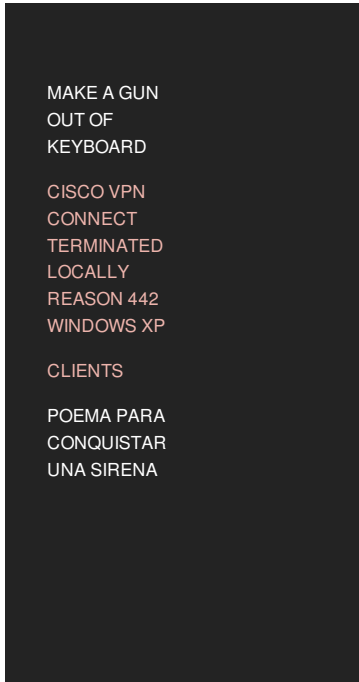 MAKE A GUN
OUT OF
KEYBOARD
CISCO VPN
CONNECT
TERMINATED
LOCALLY
REASON 442
WINDOWS XP
CLIENTS
POEMA PARA
CONQUISTAR
UNA SIRENA